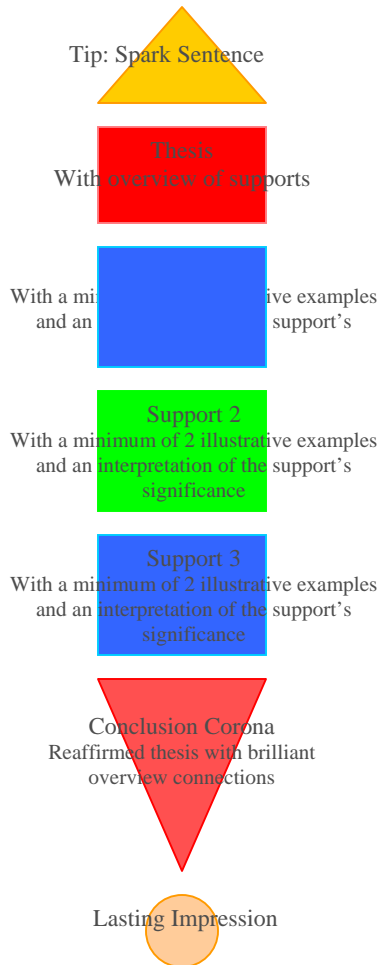 Tip: Spark Sentence
Thesis
With overview of supports
With a mi ive examples
and an support’s
Support 2
With a minimum of 2 illustrative examples
and an interpretation of the support’s
significance
Support 3
With a minimum of 2 illustrative examples
and an interpretation of the support’s
significance
Conclusion Corona
Reaffirmed thesis with brilliant
overview connections
Lasting Impression